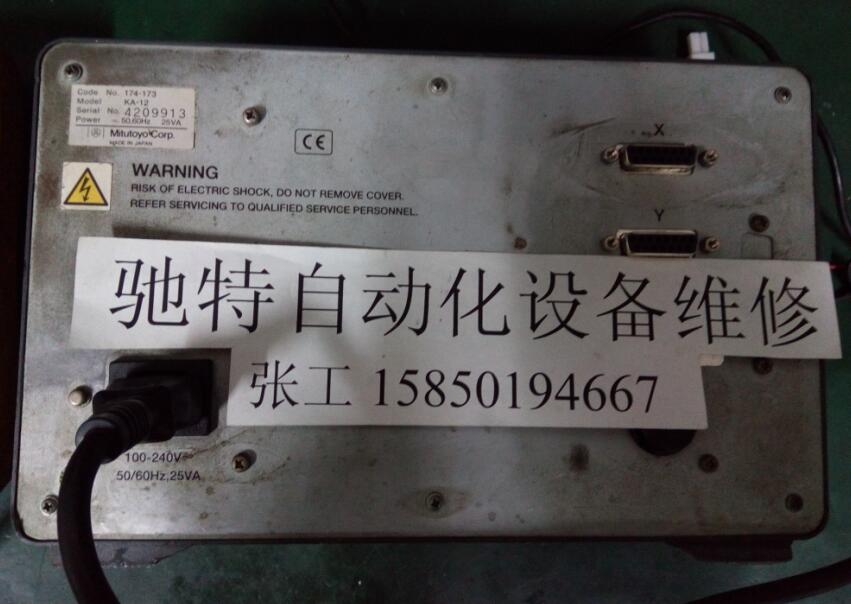 Code No. 174-173
Model KA-12
Serial No. 4209913
Power ~ 50,60Hz 25VA
Mitutoyo Corp.
MADE IN JAPAN
CE
X
WARNING
RISK OF ELECTRIC SHOCK, DO NOT REMOVE COVER.
REFER SERVICING TO QUALIFIED SERVICE PERSONNEL.
Y
驰特自动化设备维修
张工 15850194667
100-240V~
50/60Hz,25VA